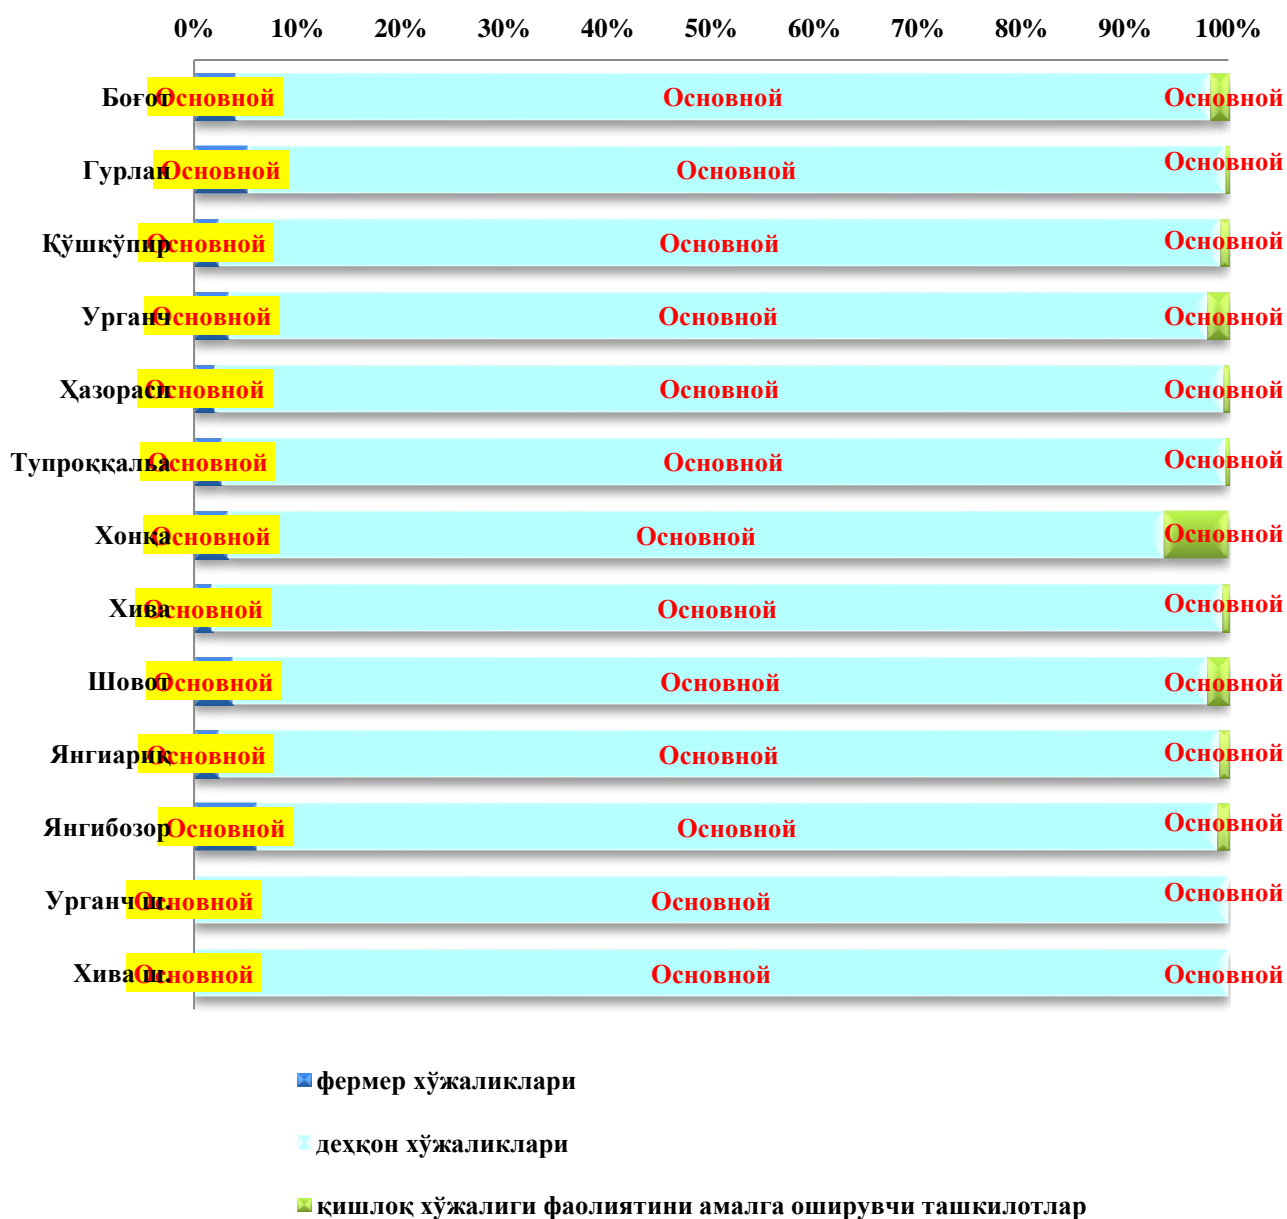 0% 10% 20% 30% 40% 50% 60% 70% 80% 90% 100%
Боғот Основной Основной Основной
Гурлан Основной Основной Основной
Қўшкўпир Основной Основной Основной
Урганч Основной Основной Основной
Ҳазорасп Основной Основной Основной
Тупроққалъа Основной Основной Основной
Хонқа Основной Основной Основной
Хива Основной Основной Основной
Шовот Основной Основной Основной
Янгиариқ Основной Основной Основной
Янгибозор Основной Основной Основной
Урганч ш. Основной Основной Основной
Хива ш. Основной Основной Основной
фермер хўжаликлари
деҳқон хўжаликлари
қишлоқ хўжалиги фаолиятини амалга оширувчи ташкилотлар